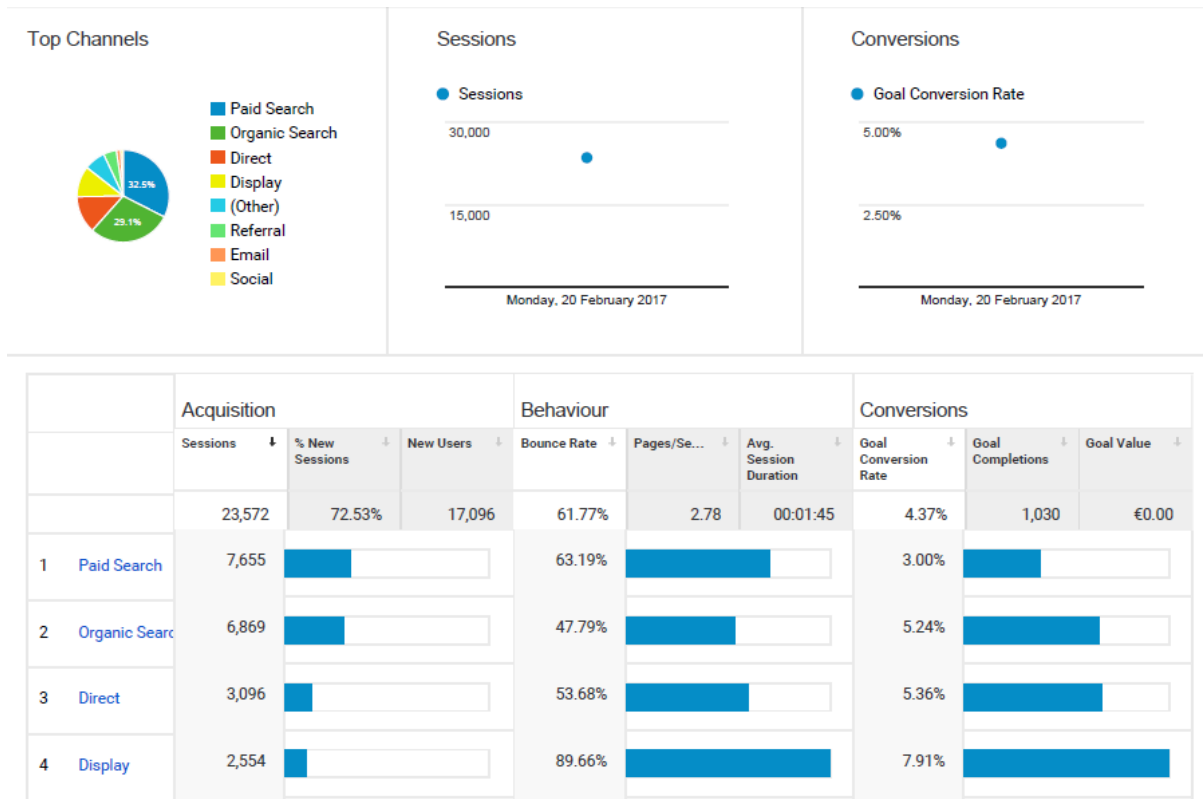 Top Channels
Paid Search
Organic Search
Direct
Display
(Other)
Referral
Email
Social
32.5%
29.1%
Sessions
Sessions
30,000
15,000
Monday, 20 February 2017
Conversions
Goal Conversion Rate
5.00%
2.50%
Monday, 20 February 2017
Acquisition Behaviour Conversions
Sessions % New Sessions New Users Bounce Rate Pages/Se... Avg. Session Duration Goal Conversion Rate Goal Completions Goal Value
23,572 72.53% 17,096 61.77% 2.78 00:01:45 4.37% 1,030 €0.00
1 Paid Search 7,655 63.19% 3.00%
2 Organic Searc 6,869 47.79% 5.24%
3 Direct 3,096 53.68% 5.36%
4 Display 2,554 89.66% 7.91%